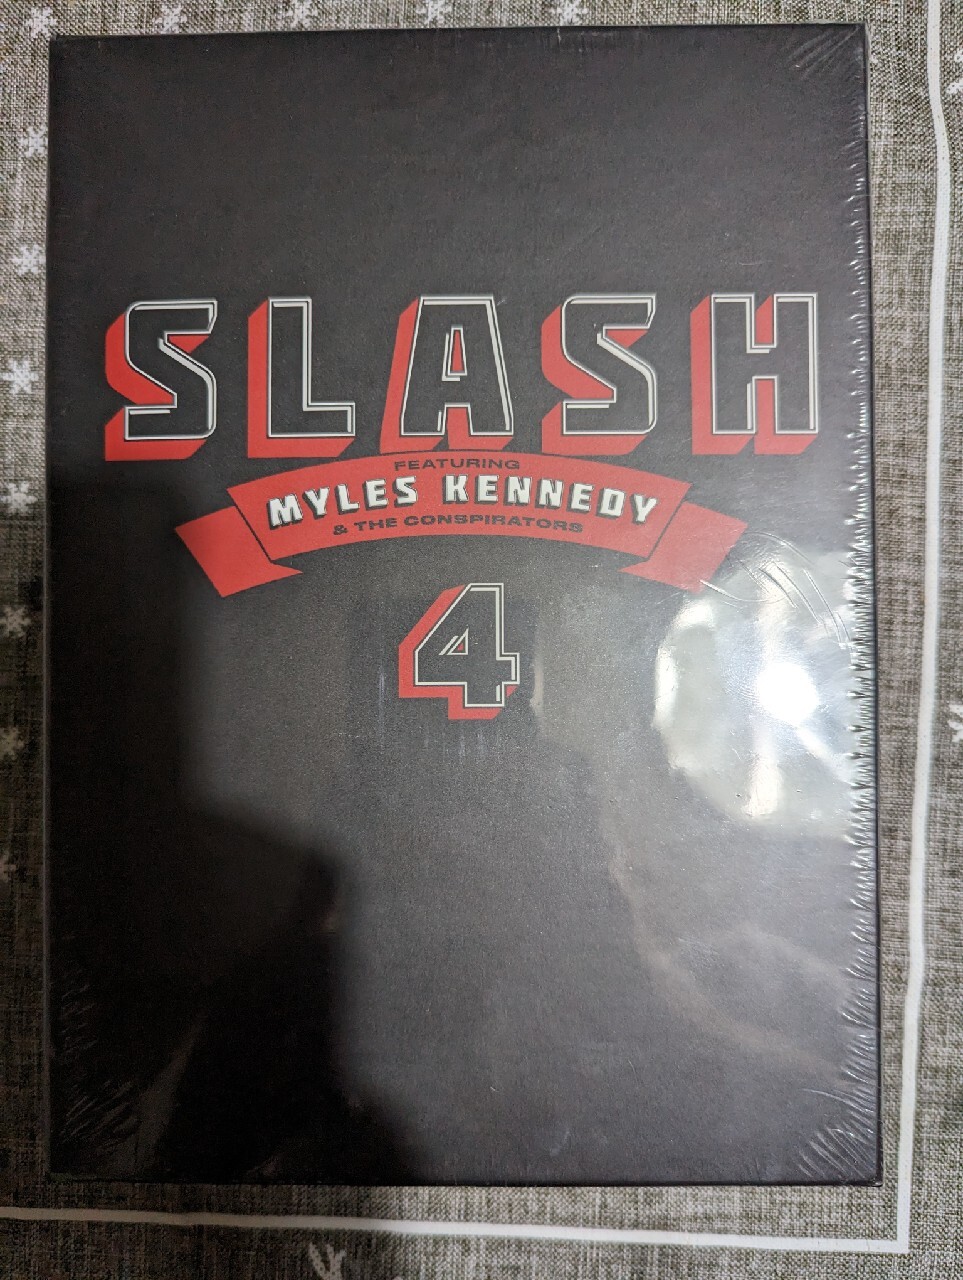 SLASH
FEATURING
MYLES KENNEDY
& THE CONSPIRATORS
4